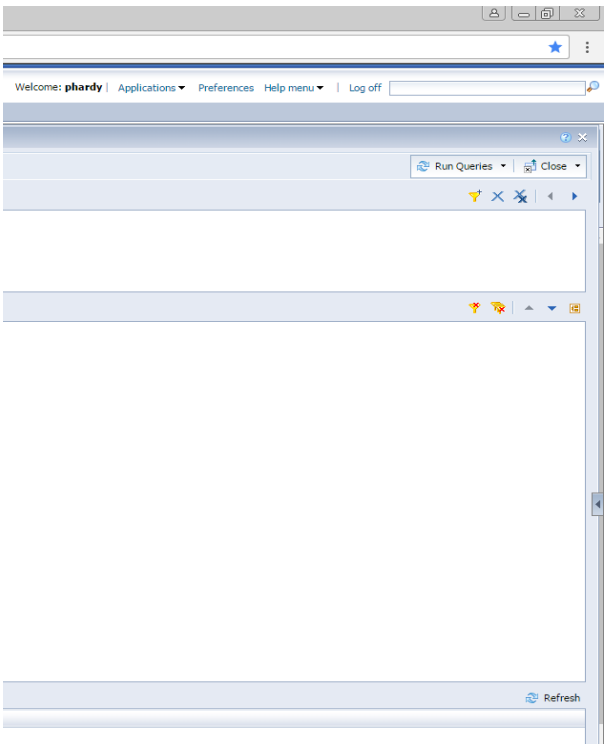 Welcome: phardy | Applications Preferences Help menu | Log off
Run Queries | Close
Refresh